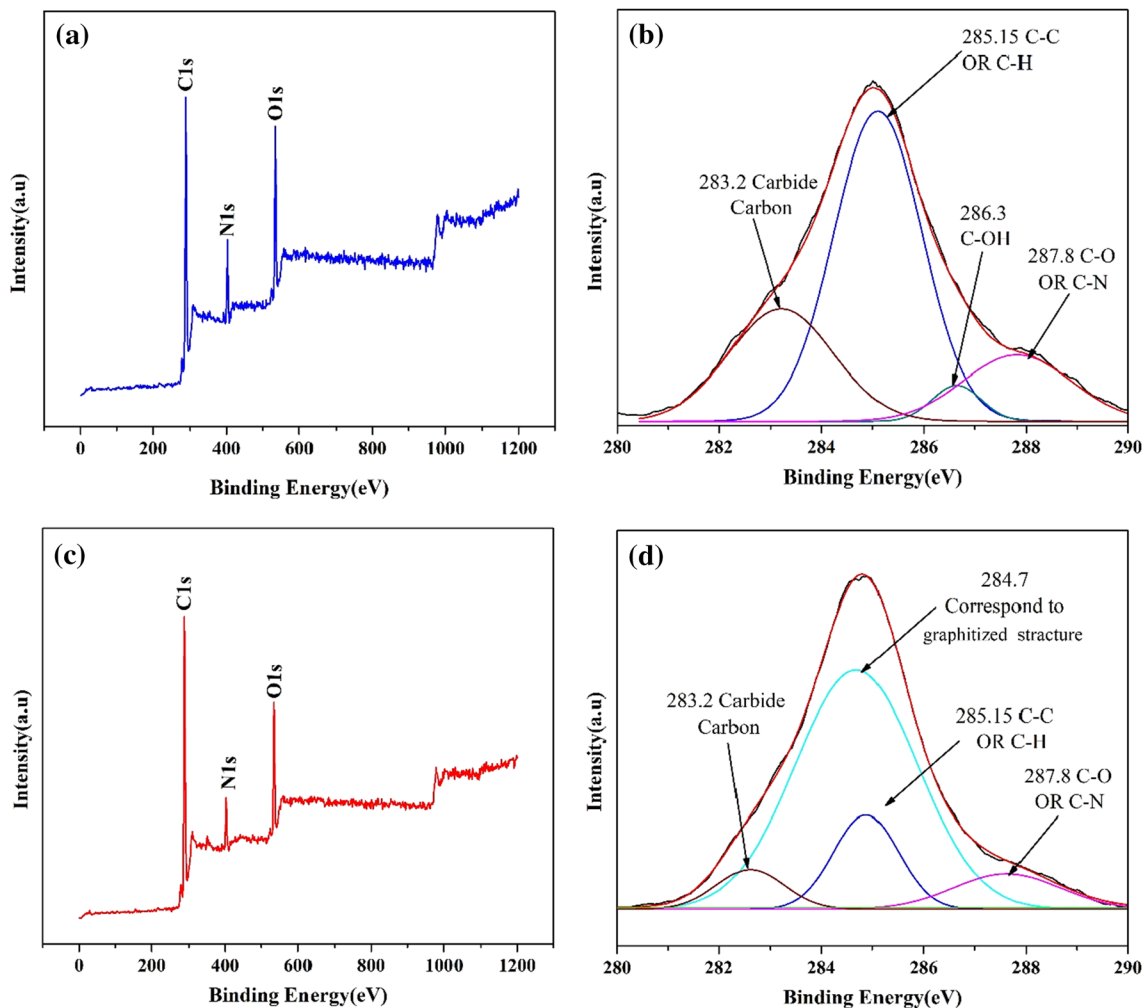 (a)
C1s
N1s
O1s
Intensity(a.u)
0 200 400 600 800 1000 1200
Binding Energy(eV)
(b)
285.15 C-C
OR C-H
283.2 Carbide
Carbon
286.3
C-OH
287.8 C-O
OR C-N
Intensity(a.u)
280 282 284 286 288 290
Binding Energy(eV)
(c)
C1s
N1s
O1s
Intensity(a.u)
0 200 400 600 800 1000 1200
Binding Energy(eV)
(d)
284.7
Correspond to
graphitized stracture
283.2 Carbide
Carbon
285.15 C-C
OR C-H
287.8 C-O
OR C-N
Intensity(a.u)
280 282 284 286 288 290
Binding Energy(eV)